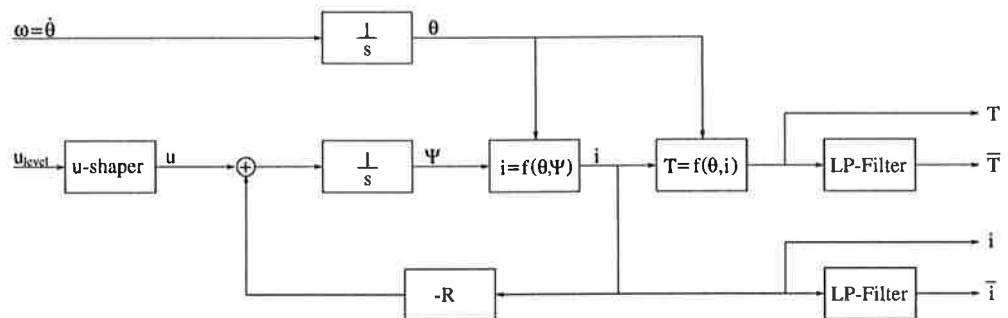 ω=θ̇
1
s
θ
T
u_level
u-shaper
u
+
1
s
Ψ
i=f(θ,Ψ)
i
T=f(θ,i)
LP-Filter
T̅
i
-R
LP-Filter
i̅